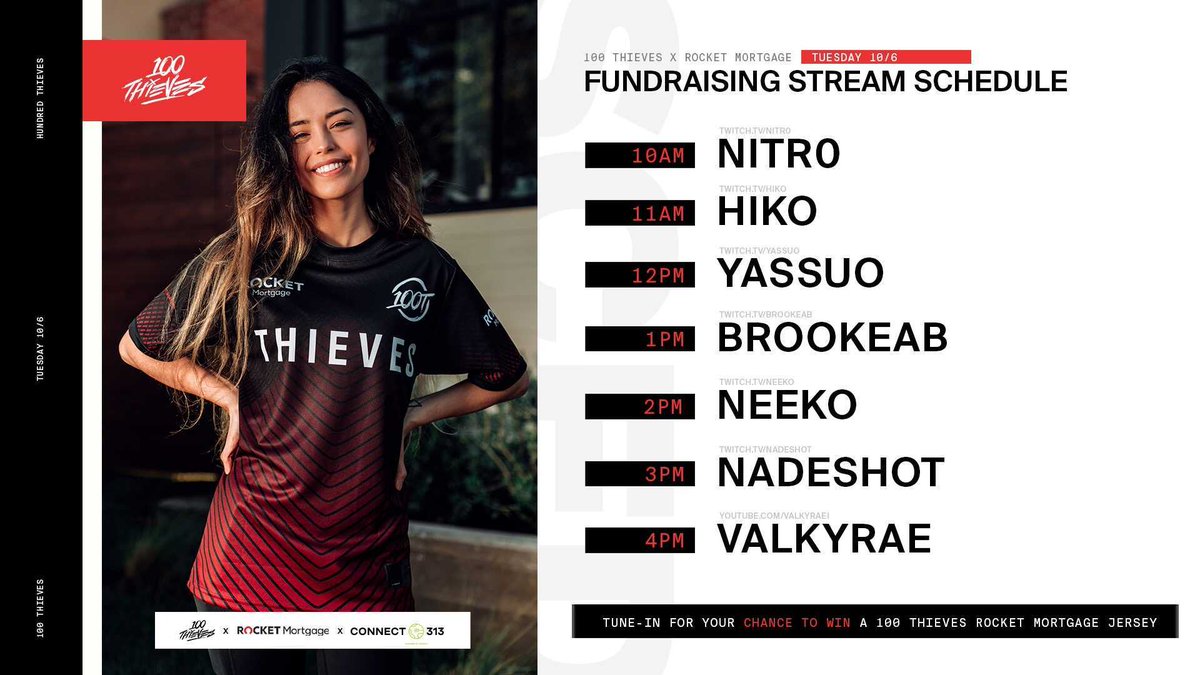 HUNDRED THIEVES
TUESDAY 10/6
100 THIEVES
100
THIEVES
ROCKET
Mortgage
100T
THIEVES
100
THIEVES X ROCKET Mortgage X CONNECT 313
100 THIEVES X ROCKET MORTGAGE TUESDAY 10/6
FUNDRAISING STREAM SCHEDULE
TWITCH.TV/NITR0
10AM NITR0
TWITCH.TV/HIKO
11AM HIKO
TWITCH.TV/YASSUO
12PM YASSUO
TWITCH.TV/BROOKEAB
1PM BROOKEAB
TWITCH.TV/NEEKO
2PM NEEKO
TWITCH.TV/NADESHOT
3PM NADESHOT
YOUTUBE.COM/VALKYRAEI
4PM VALKYRAE
TUNE-IN FOR YOUR CHANCE TO WIN A 100 THIEVES ROCKET MORTGAGE JERSEY